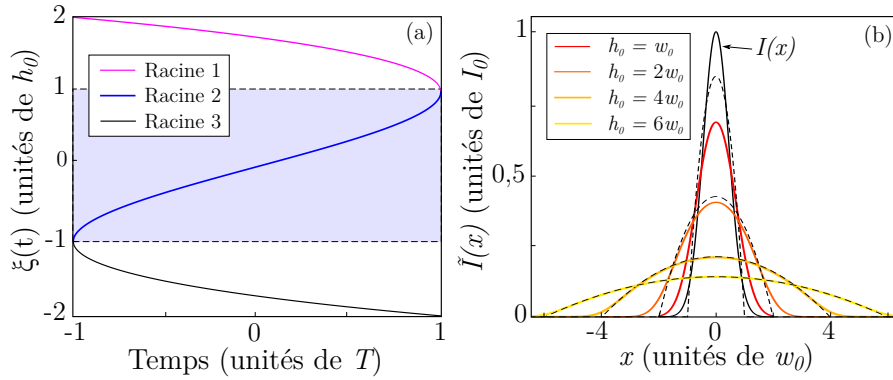 (a)
ξ(t) (unités de h₀)
2
1
0
-1
-2
Racine 1
Racine 2
Racine 3
-1
0
1
Temps (unités de T)
(b)
Ĩ(x) (unités de I₀)
1
0,5
0
h₀ = w₀
h₀ = 2w₀
h₀ = 4w₀
h₀ = 6w₀
I(x)
-4
0
4
x (unités de w₀)